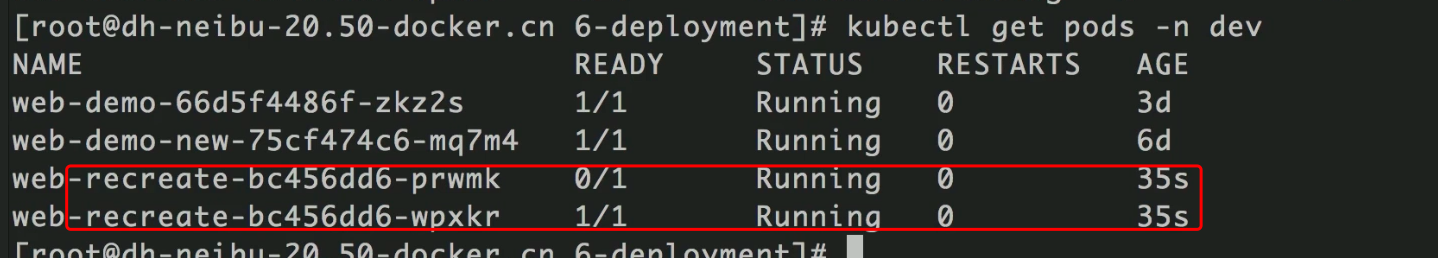 [root@dh-neibu-20.50-docker.cn 6-deployment]# kubectl get pods -n dev
NAME READY STATUS RESTARTS AGE
web-demo-66d5f4486f-zkz2s 1/1 Running 0 3d
web-demo-new-75cf474c6-mq7m4 1/1 Running 0 6d
web-recreate-bc456dd6-prwmk 0/1 Running 0 35s
web-recreate-bc456dd6-wpxkr 1/1 Running 0 35s
[root@dh-neibu-20.50-docker.cn 6-deployment]#